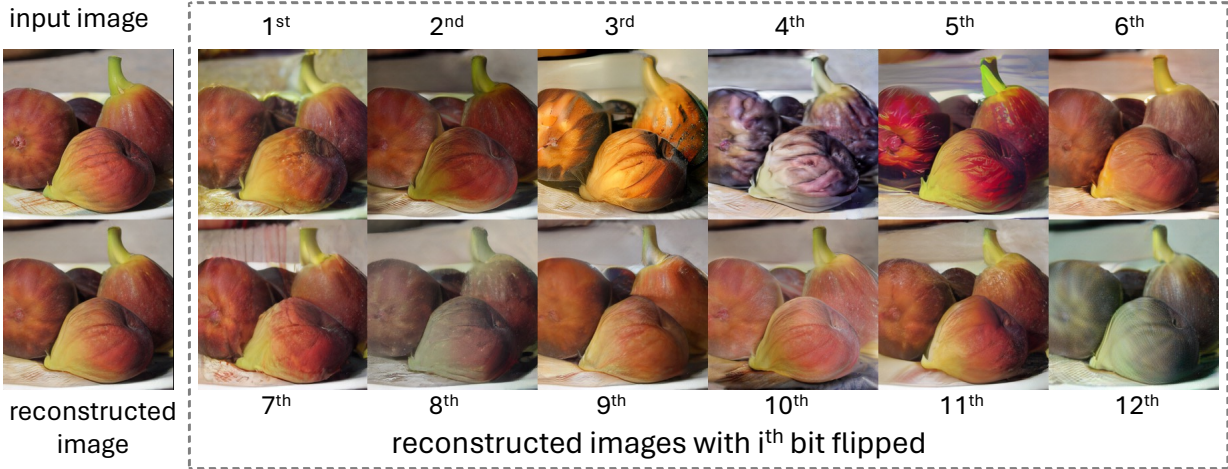 input image
1st 2nd 3rd 4th 5th 6th
7th 8th 9th 10th 11th 12th
reconstructed
image
reconstructed images with ith bit flipped